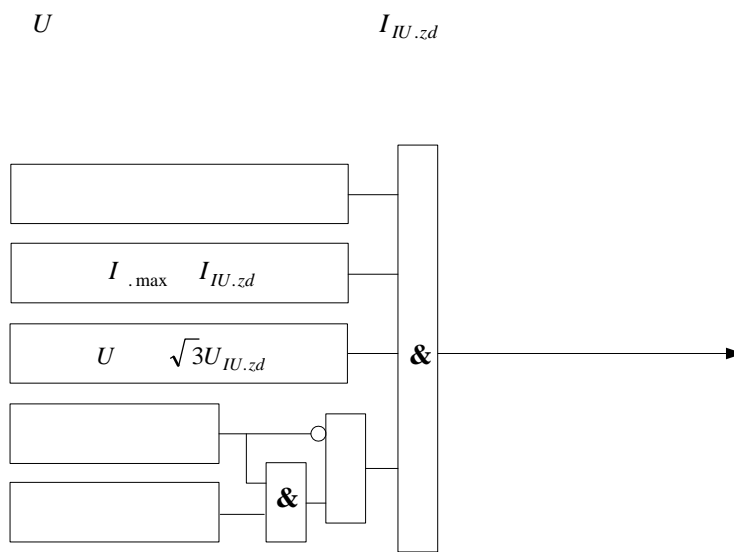 U I_{IU.zd}
I_{.max} I_{IU.zd}
U √3U_{IU.zd}
&
&